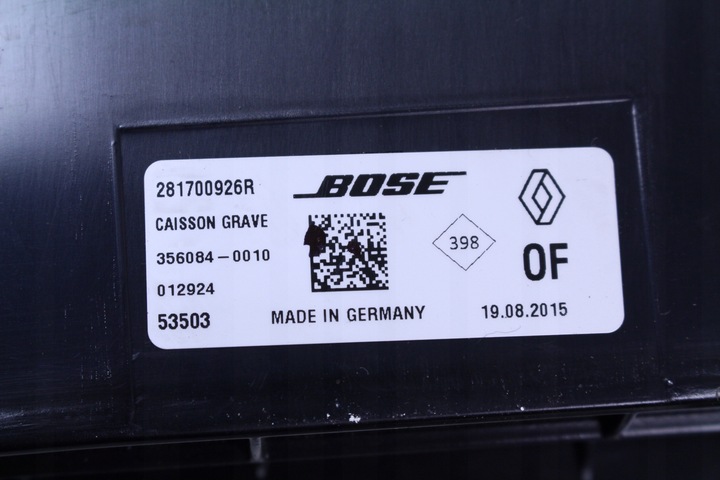 281700926R
BOSE
CAISSON GRAVE
356084-0010
398
OF
012924
53503
MADE IN GERMANY
19.08.2015